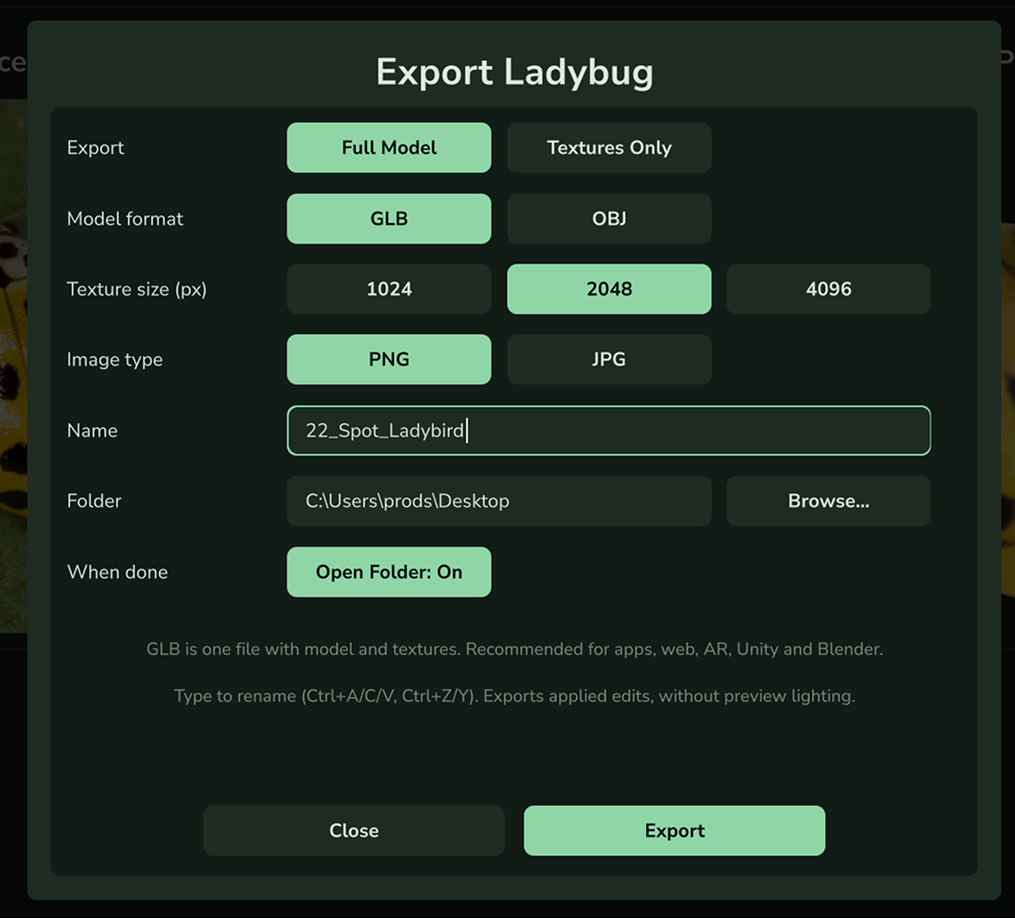 Export Ladybug
Export Full Model Textures Only
Model format GLB OBJ
Texture size (px) 1024 2048 4096
Image type PNG JPG
Name 22_Spot_Ladybird
Folder C:\Users\prods\Desktop Browse...
When done Open Folder: On
GLB is one file with model and textures. Recommended for apps, web, AR, Unity and Blender.
Type to rename (Ctrl+A/C/V, Ctrl+Z/Y). Exports applied edits, without preview lighting.
Close Export